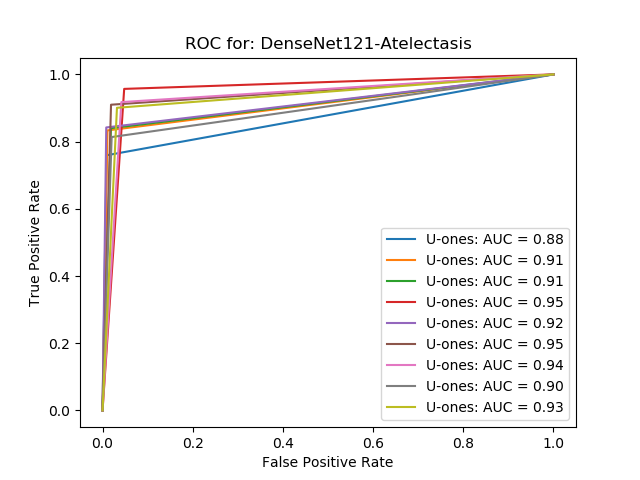 ROC for: DenseNet121-Atelectasis
True Positive Rate
1.0
0.8
0.6
0.4
0.2
0.0
U-ones: AUC = 0.88
U-ones: AUC = 0.91
U-ones: AUC = 0.91
U-ones: AUC = 0.95
U-ones: AUC = 0.92
U-ones: AUC = 0.95
U-ones: AUC = 0.94
U-ones: AUC = 0.90
U-ones: AUC = 0.93
0.0 0.2 0.4 0.6 0.8 1.0
False Positive Rate